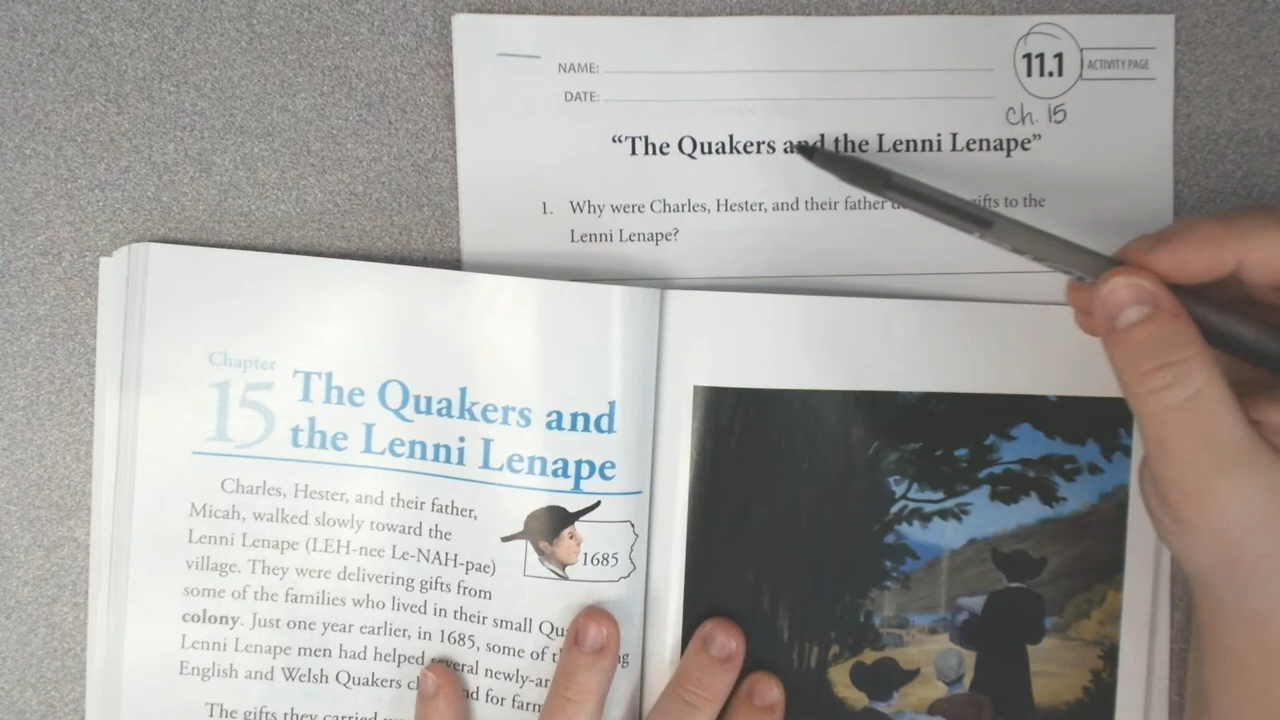 NAME:
11.1
ACTIVITY PAGE
DATE:
Ch. 15
“The Quakers and the Lenni Lenape”
1. Why were Charles, Hester, and their father gifts to the
Lenni Lenape?
Chapter
15
The Quakers and
the Lenni Lenape
Charles, Hester, and their father,
Micah, walked slowly toward the
Lenni Lenape (LEH-nee Le-NAH-pae)
village. They were delivering gifts from
1685
some of the families who lived in their small
colony. Just one year earlier, in 1685, some of
Lenni Lenape men had helped several newly-
English and Welsh Quakers for
The gifts they carried